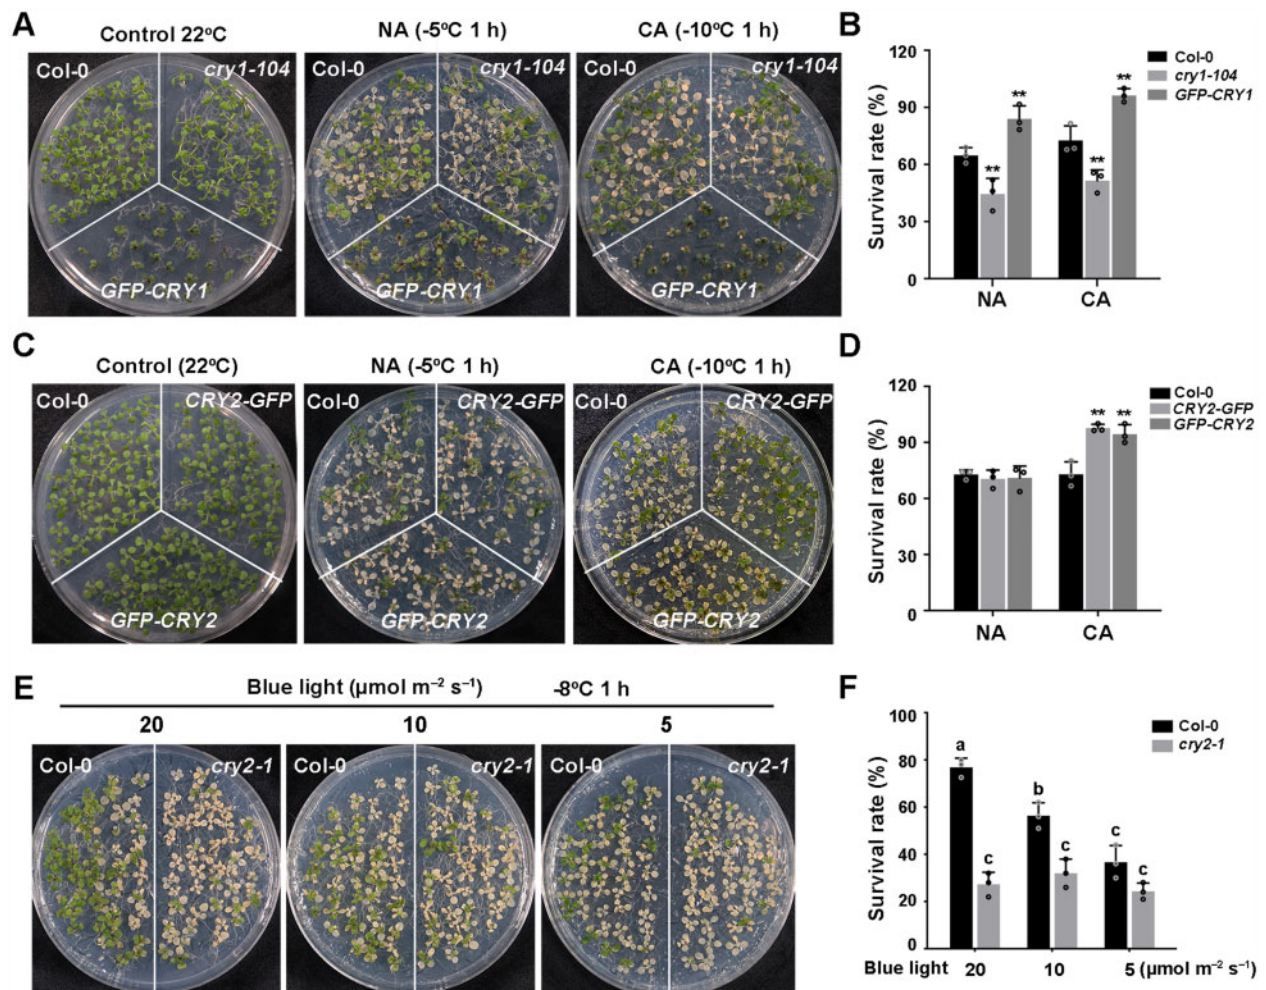 A
Control 22ºC
NA (-5ºC 1 h)
CA (-10ºC 1 h)
Col-0
cry1-104
GFP-CRY1
Col-0
cry1-104
GFP-CRY1
Col-0
cry1-104
GFP-CRY1
B
Survival rate (%)
120
90
60
30
0
Col-0
cry1-104
GFP-CRY1
**
**
**
**
NA
CA
C
Control (22ºC)
NA (-5ºC 1 h)
CA (-10ºC 1 h)
Col-0
CRY2-GFP
GFP-CRY2
Col-0
CRY2-GFP
GFP-CRY2
Col-0
CRY2-GFP
GFP-CRY2
D
Survival rate (%)
120
90
60
30
0
Col-0
CRY2-GFP
GFP-CRY2
**
**
NA
CA
E
Blue light (µmol m⁻² s⁻¹)
-8ºC 1 h
20
10
5
Col-0
cry2-1
Col-0
cry2-1
Col-0
cry2-1
F
Survival rate (%)
100
80
60
40
20
0
Col-0
cry2-1
a
c
b
c
c
c
Blue light
20
10
5 (µmol m⁻² s⁻¹)